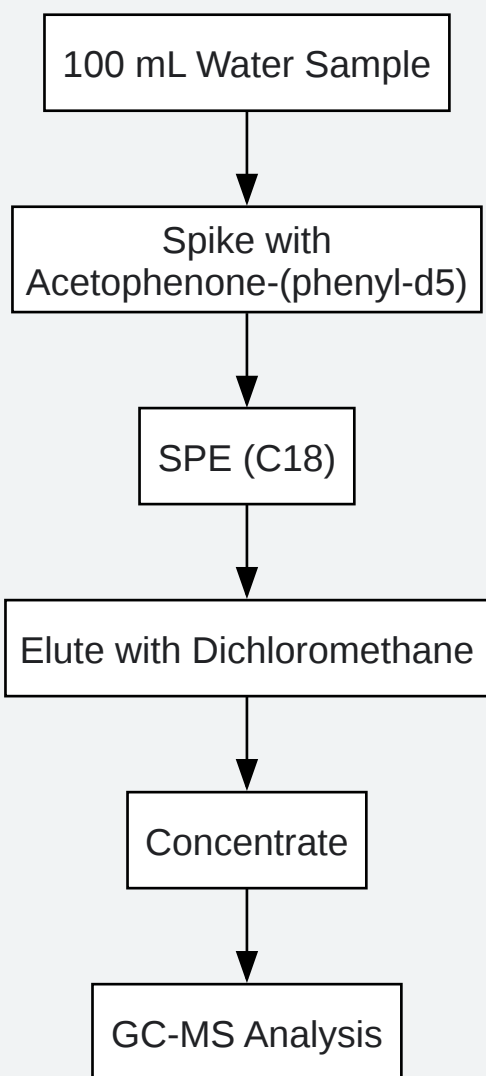 100 mL Water Sample
Spike with
Acetophenone-(phenyl-d5)
SPE (C18)
Elute with Dichloromethane
Concentrate
GC-MS Analysis